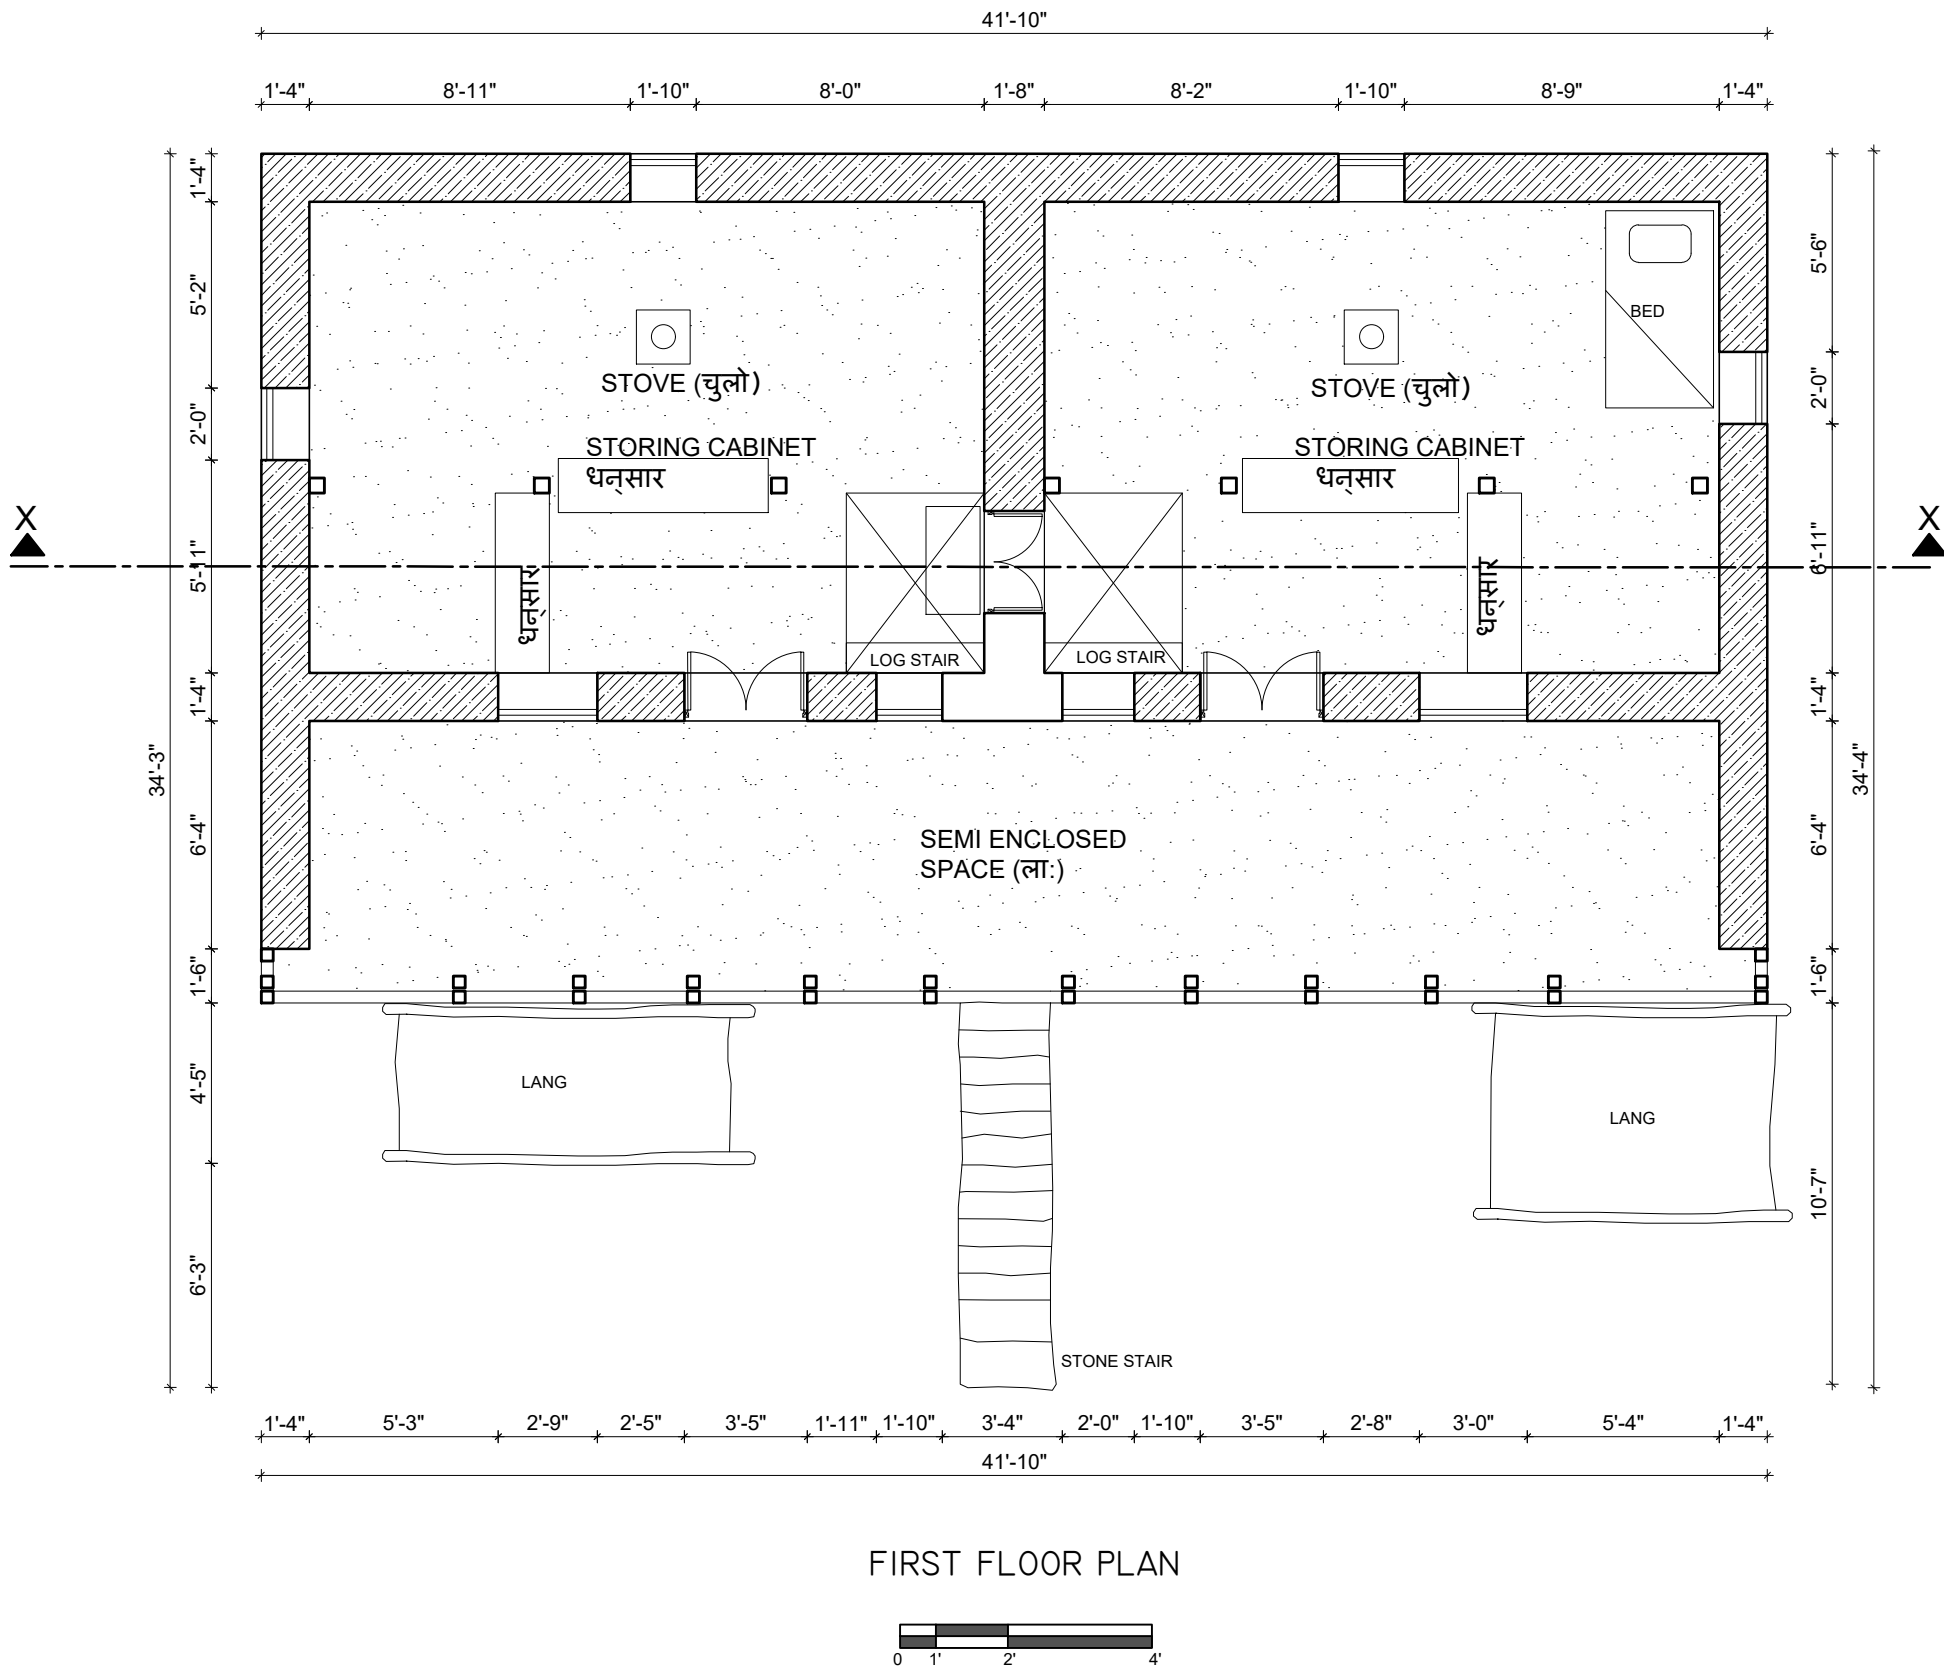 41'-10"
1'-4" 8'-11" 1'-10" 8'-0" 1'-8" 8'-2" 1'-10" 8'-9" 1'-4"
1'-4"
5'-2"
2'-0"
5'-1"
1'-4"
6'-4"
1'-6"
4'-5"
6'-3"
34'-3"
5'-6"
2'-0"
6'-11"
1'-4"
6'-4"
1'-6"
10'-7"
34'-4"
BED
STOVE (चुलो)
STOVE (चुलो)
STORING CABINET
धन्सार
STORING CABINET
धन्सार
X
X
धन्सार
धन्सार
LOG STAIR
LOG STAIR
SEMI ENCLOSED
SPACE (ला:)
LANG
LANG
STONE STAIR
1'-4" 5'-3" 2'-9" 2'-5" 3'-5" 1'-11" 1'-10" 3'-4" 2'-0" 1'-10" 3'-5" 2'-8" 3'-0" 5'-4" 1'-4"
41'-10"
FIRST FLOOR PLAN
0 1' 2' 4'